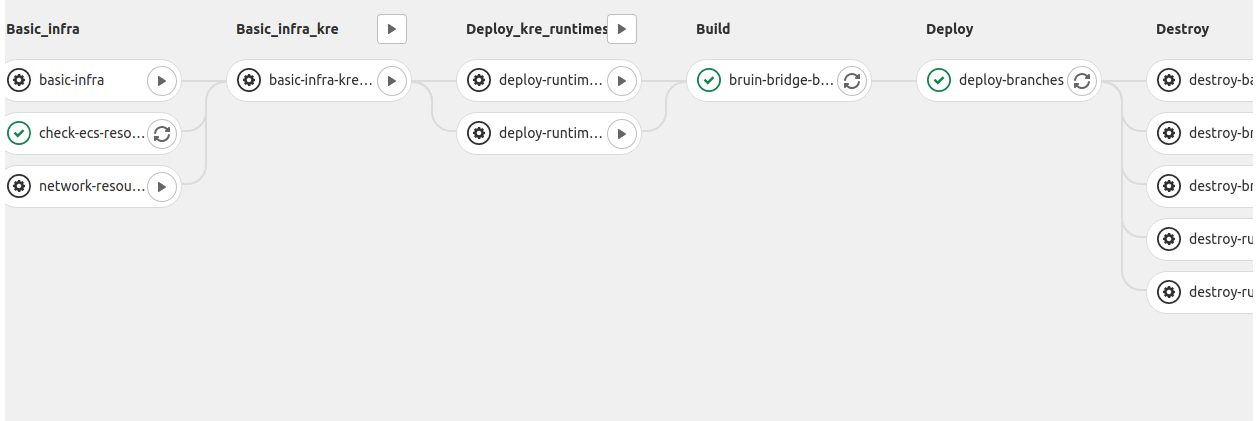 Basic_infra
basic-infra
check-ecs-reso...
network-resou...
Basic_infra_kre
basic-infra-kre...
Deploy_kre_runtimes
deploy-runtim...
deploy-runtim...
Build
bruin-bridge-b...
Deploy
deploy-branches
Destroy
destroy-ba
destroy-br
destroy-br
destroy-ru
destroy-ru